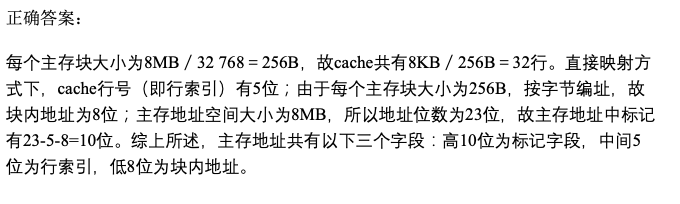 正确答案：
每个主存块大小为8MB / 32 768 = 256B，故cache共有8KB / 256B = 32行。直接映射方
式下，cache行号（即行索引）有5位；由于每个主存块大小为256B，按字节编址，故
块内地址为8位；主存地址空间大小为8MB，所以地址位数为23位，故主存地址中标记
有23-5-8=10位。综上所述，主存地址共有以下三个字段：高10位为标记字段，中间5
位为行索引，低8位为块内地址。